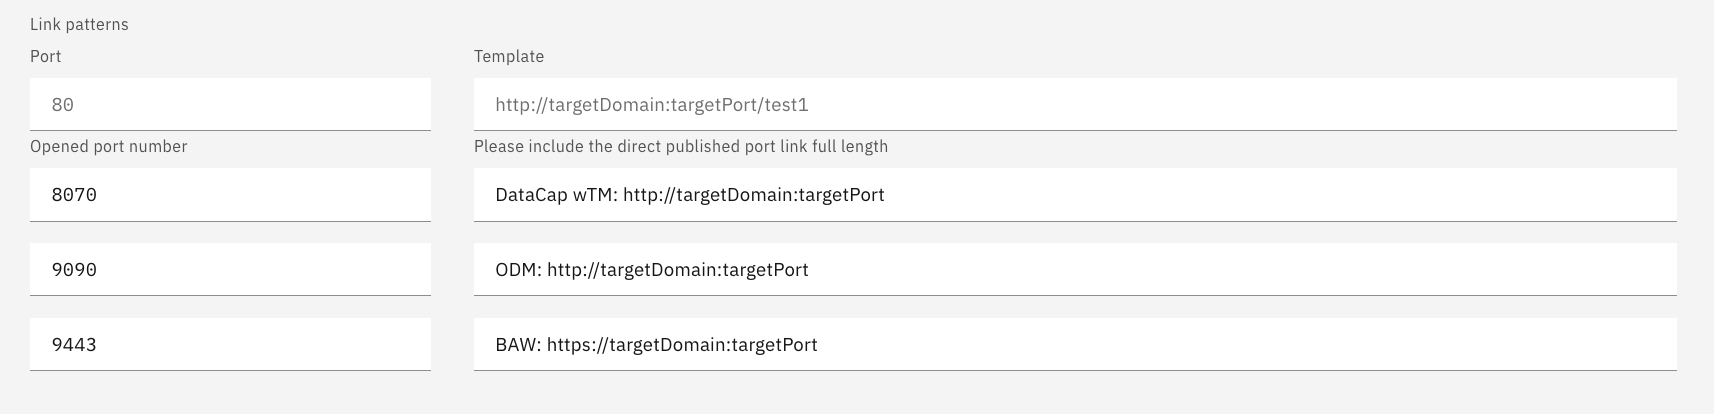 Link patterns
Port Template
80 http://targetDomain:targetPort/test1
Opened port number Please include the direct published port link full length
8070 DataCap wTM: http://targetDomain:targetPort
9090 ODM: http://targetDomain:targetPort
9443 BAW: https://targetDomain:targetPort